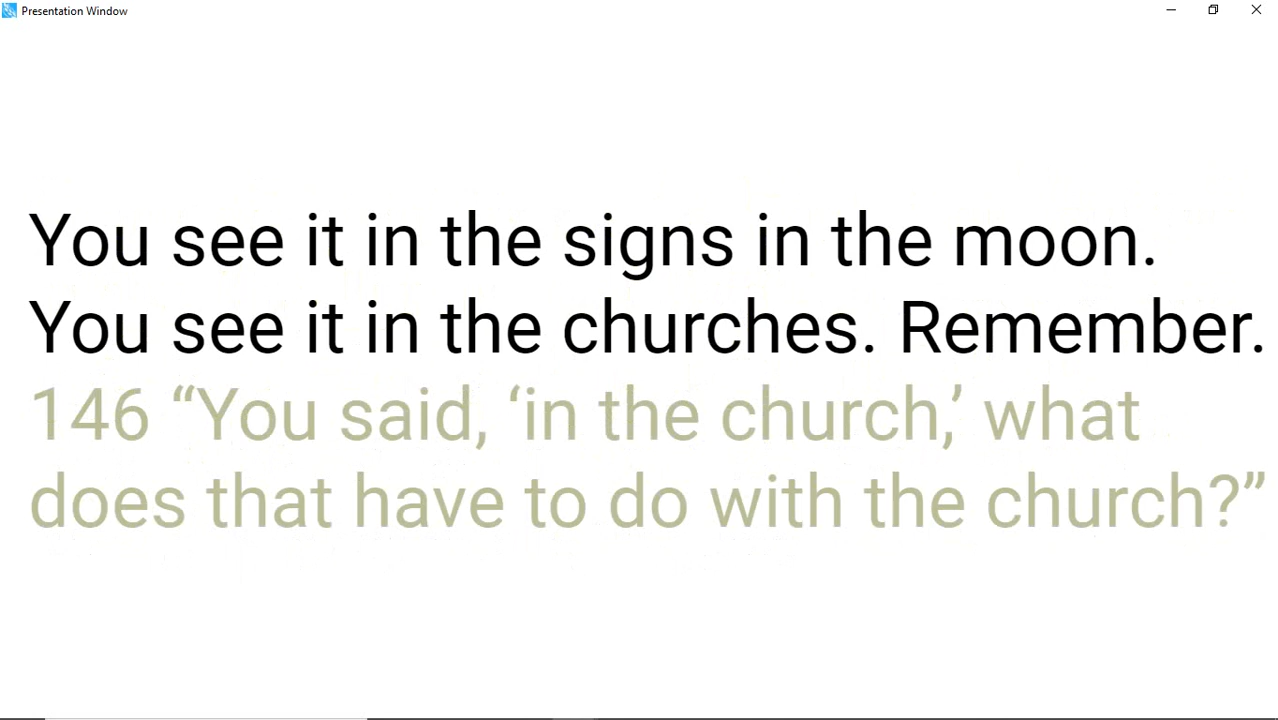 Presentation Window
You see it in the signs in the moon.
You see it in the churches. Remember.
146 “You said, ‘in the church,’ what
does that have to do with the church?”